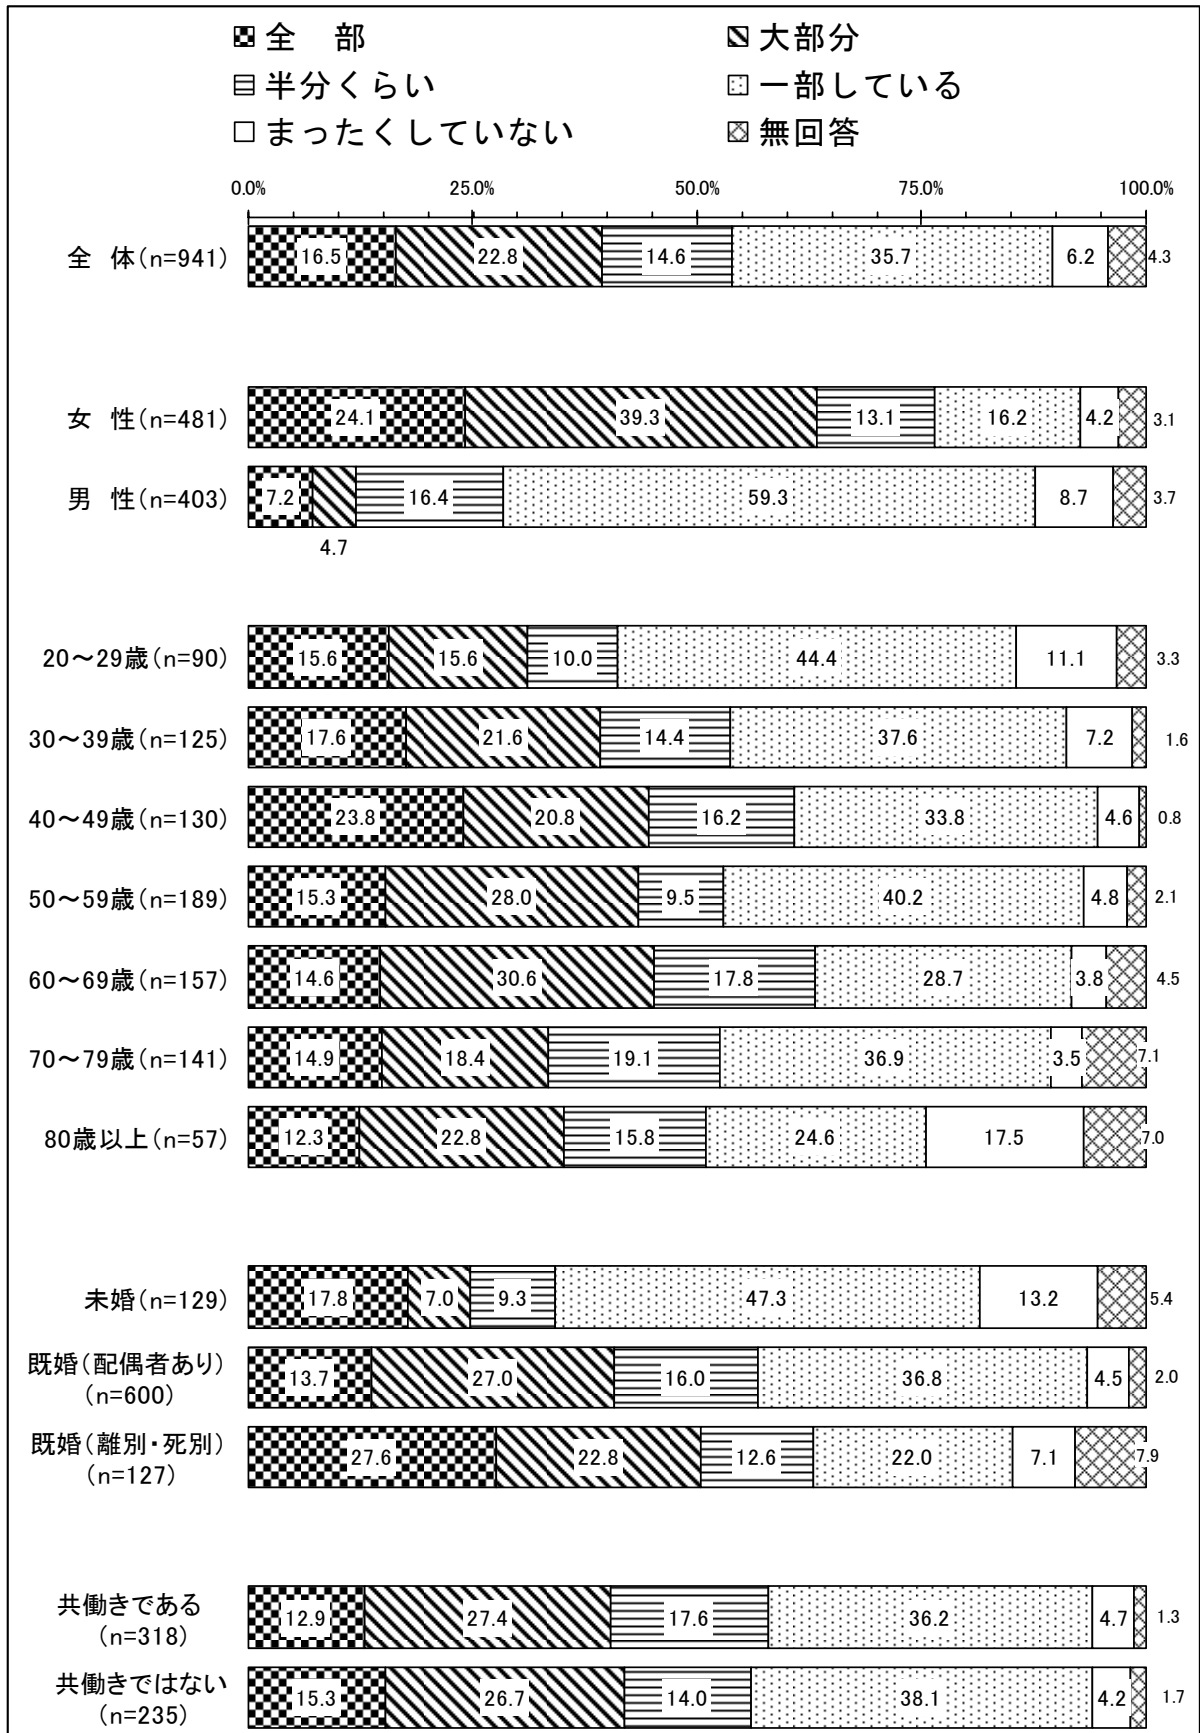 全　部　大部分
半分くらい　一部している
まったくしていない　無回答
0.0%　25.0%　50.0%　75.0%　100.0%
全　体(n=941)　16.5　22.8　14.6　35.7　6.2　4.3
女　性(n=481)　24.1　39.3　13.1　16.2　4.2　3.1
男　性(n=403)　7.2　16.4　59.3　8.7　3.7
4.7
20～29歳(n=90)　15.6　15.6　10.0　44.4　11.1　3.3
30～39歳(n=125)　17.6　21.6　14.4　37.6　7.2　1.6
40～49歳(n=130)　23.8　20.8　16.2　33.8　4.6　0.8
50～59歳(n=189)　15.3　28.0　9.5　40.2　4.8　2.1
60～69歳(n=157)　14.6　30.6　17.8　28.7　3.8　4.5
70～79歳(n=141)　14.9　18.4　19.1　36.9　3.5　7.1
80歳以上(n=57)　12.3　22.8　15.8　24.6　17.5　7.0
未婚(n=129)　17.8　7.0　9.3　47.3　13.2　5.4
既婚(配偶者あり)　13.7　27.0　16.0　36.8　4.5　2.0
(n=600)
既婚(離別・死別)　27.6　22.8　12.6　22.0　7.1　7.9
(n=127)
共働きである　12.9　27.4　17.6　36.2　4.7　1.3
(n=318)
共働きではない　15.3　26.7　14.0　38.1　4.2　1.7
(n=235)